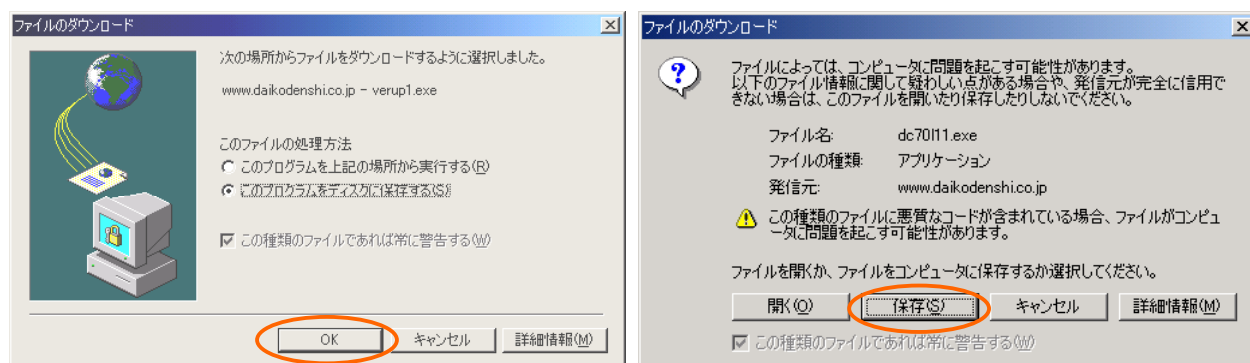 ファイルのダウンロード
次の場所からファイルをダウンロードするように選択しました。
www.daikodenshi.co.jp - verup1.exe
このファイルの処理方法
このプログラムを上記の場所から実行する(R)
このプログラムをディスクに保存する(S)
この種類のファイルであれば常に警告する(W)
OK
キャンセル
詳細情報(M)
ファイルのダウンロード
ファイルによっては、コンピュータに問題を起こす可能性があります。
以下のファイル情報に関して疑わしい点がある場合や、発信元が完全に信用で
きない場合は、このファイルを開いたり保存したりしないでください。
ファイル名: dc70l11.exe
ファイルの種類: アプリケーション
発信元: www.daikodenshi.co.jp
この種類のファイルに悪質なコードが含まれている場合、ファイルがコンピュ
ータに問題を起こす可能性があります。
ファイルを開くか、ファイルをコンピュータに保存するか選択してください。
開く(O)
保存(S)
キャンセル
詳細情報(M)
この種類のファイルであれば常に警告する(W)